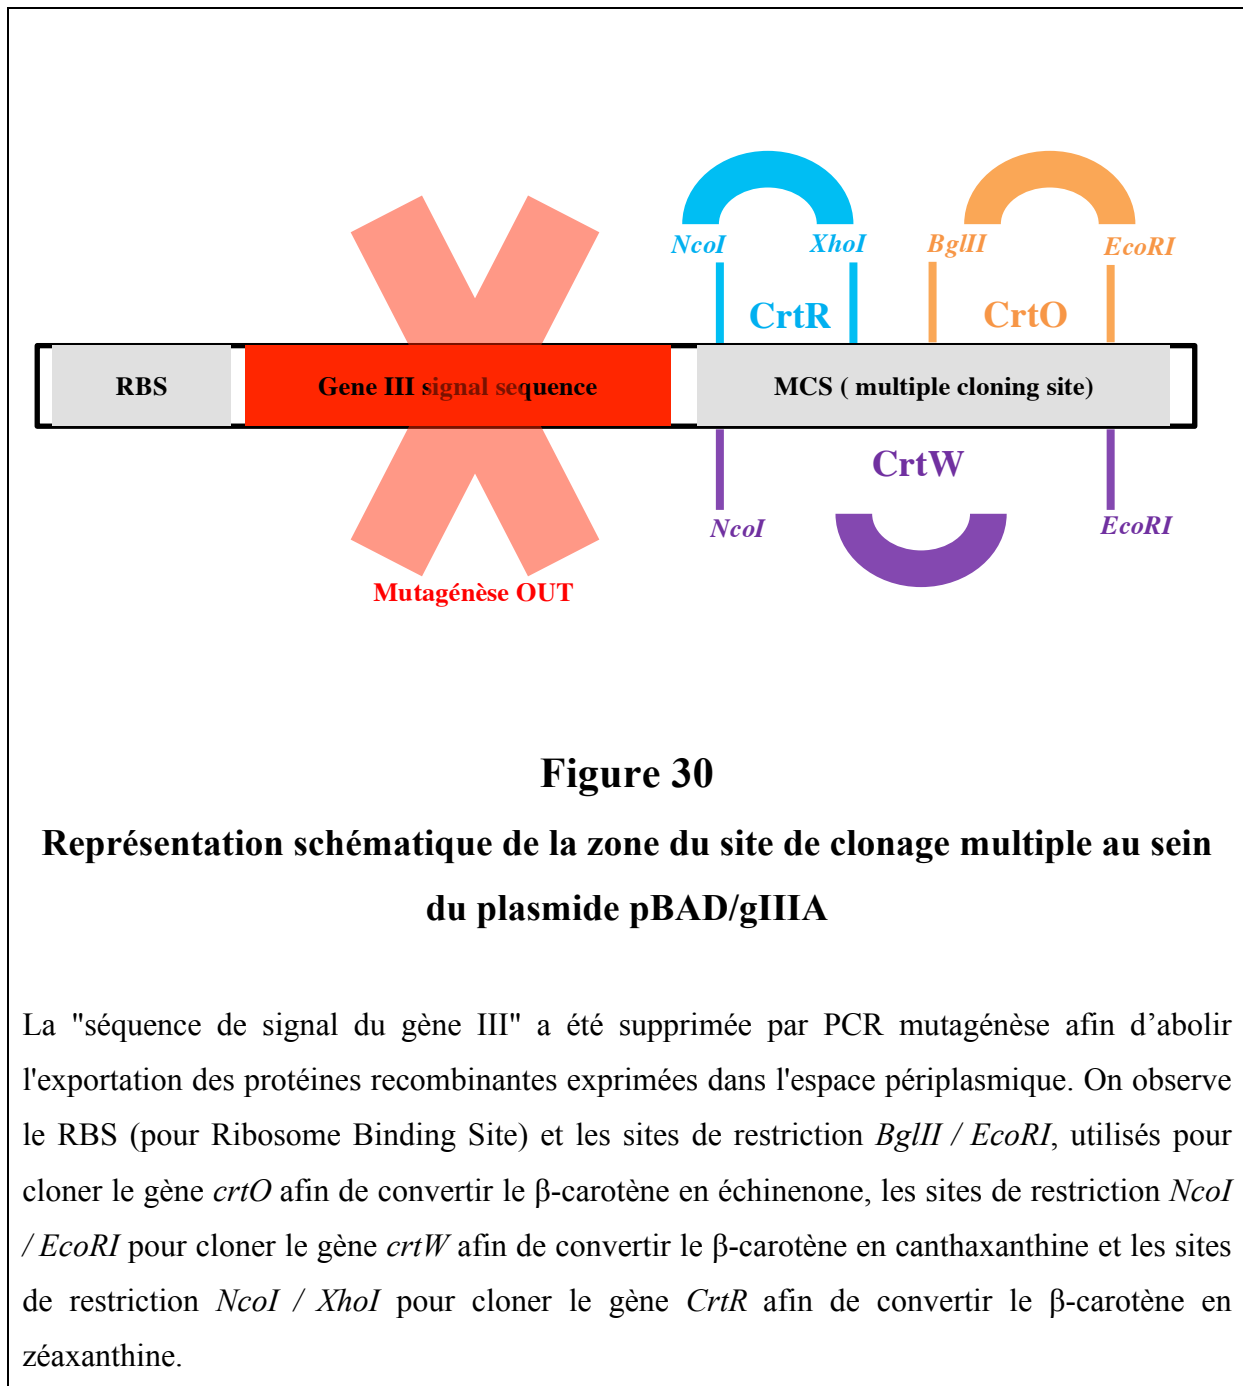 NcoI XhoI BglII EcoRI
CrtR CrtO
RBS Gene III signal sequence MCS ( multiple cloning site)
CrtW
NcoI EcoRI
Mutagénèse OUT
Figure 30
Représentation schématique de la zone du site de clonage multiple au sein
du plasmide pBAD/gIIIA
La "séquence de signal du gène III" a été supprimée par PCR mutagénèse afin d’abolir
l'exportation des protéines recombinantes exprimées dans l'espace périplasmique. On observe
le RBS (pour Ribosome Binding Site) et les sites de restriction BglII / EcoRI, utilisés pour
cloner le gène crtO afin de convertir le β-carotène en échinenone, les sites de restriction NcoI
/ EcoRI pour cloner le gène crtW afin de convertir le β-carotène en canthaxanthine et les sites
de restriction NcoI / XhoI pour cloner le gène CrtR afin de convertir le β-carotène en
zéaxanthine.